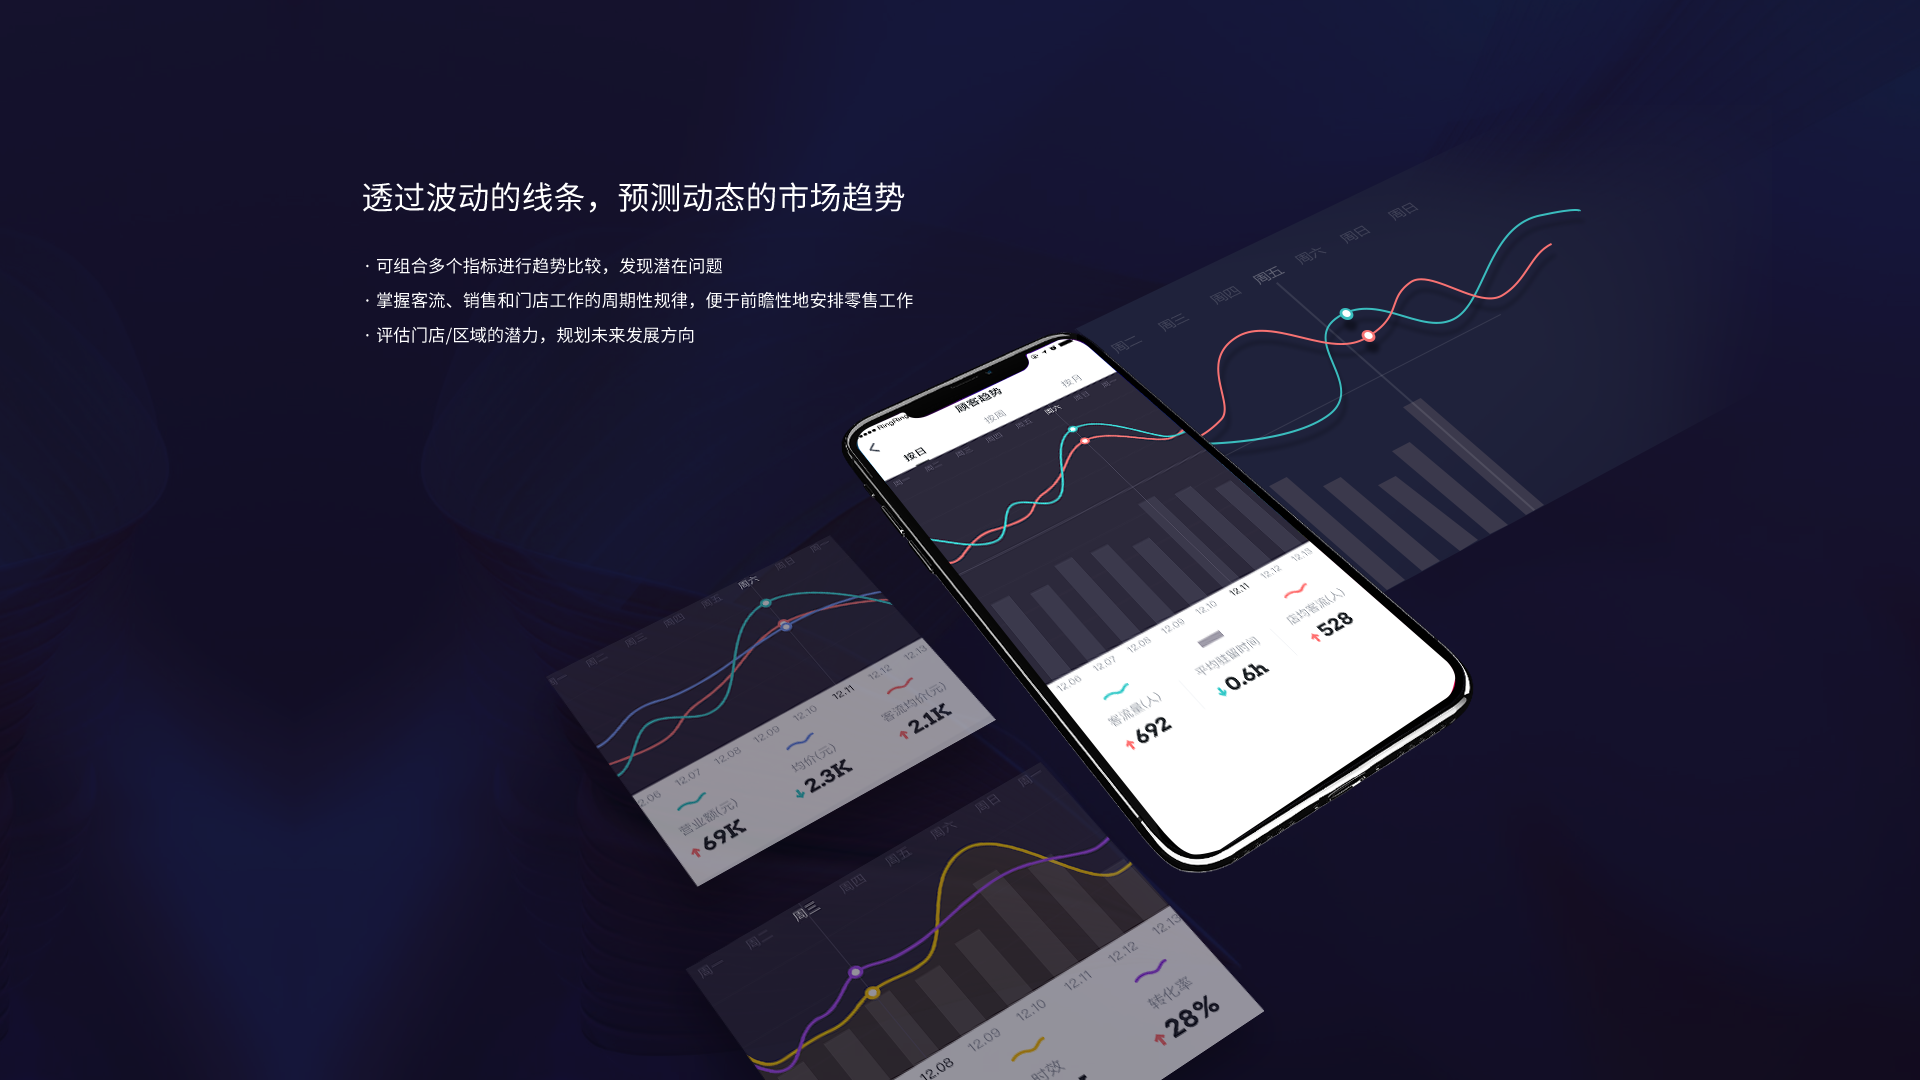 透过波动的线条，预测动态的市场趋势
· 可组合多个指标进行趋势比较，发现潜在问题
· 掌握客流、销售和门店工作的周期性规律，便于前瞻性地安排零售工作
· 评估门店/区域的潜力，规划未来发展方向
周二 周三 周四 周五 周六 周日 周日
RingRing
顾客趋势
按日 按周 按月
周一 周二 周三 周四 周五 周六 周日 周一
12.06 12.07 12.08 12.09 12.10 12.11 12.12 12.13
客流量(人)
692
平均驻留时间
0.6h
店均客流(人)
528
周二 周三 周四 周五 周六 周日 周一
12.07 12.08 12.09 12.10 12.11 12.12 12.13
营业额(元)
69K
均价(元)
2.3K
客流均价(元)
2.1K
周一 周二 周三 周四 周五 周六 周日 周一
12.08 12.09 12.10 12.11 12.12 12.13
时效
转化率
28%